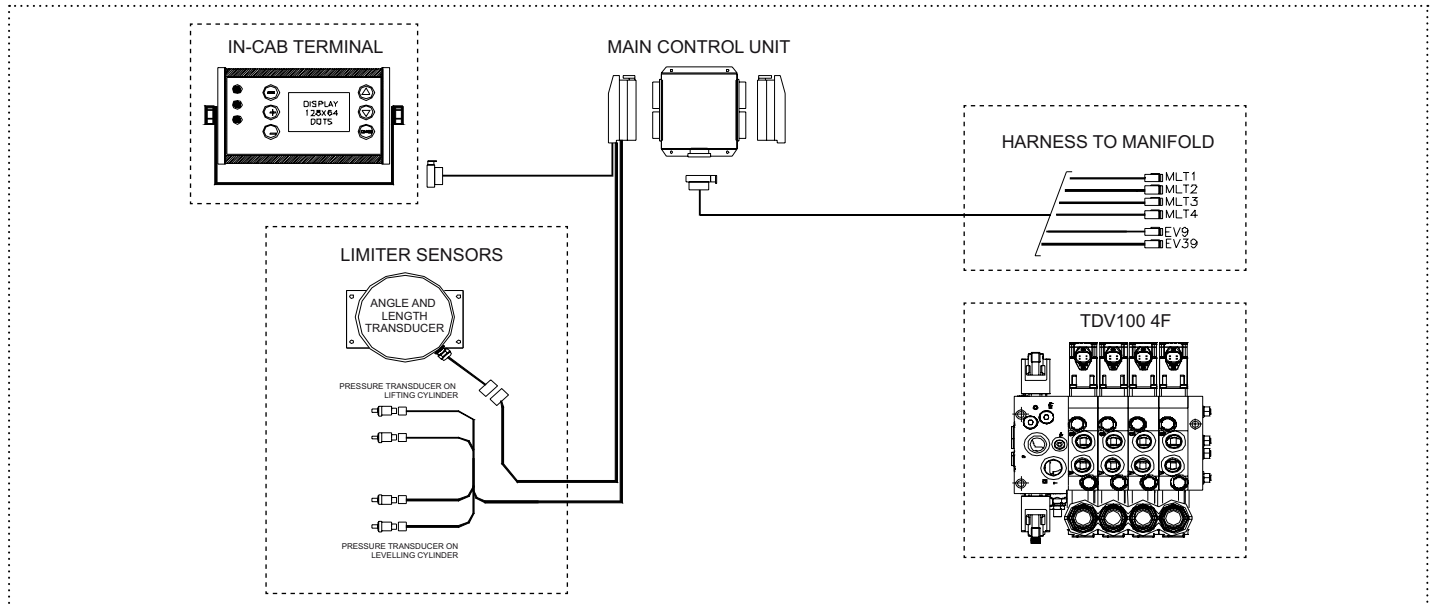 IN-CAB TERMINAL
DISPLAY
128X64
DOTS
MAIN CONTROL UNIT
HARNESS TO MANIFOLD
MLT1
MLT2
MLT3
MLT4
EV9
EV39
LIMITER SENSORS
ANGLE AND
LENGTH
TRANSDUCER
PRESSURE TRANSDUCER ON
LIFTING CYLINDER
PRESSURE TRANSDUCER ON
LEVELLING CYLINDER
TDV100 4F